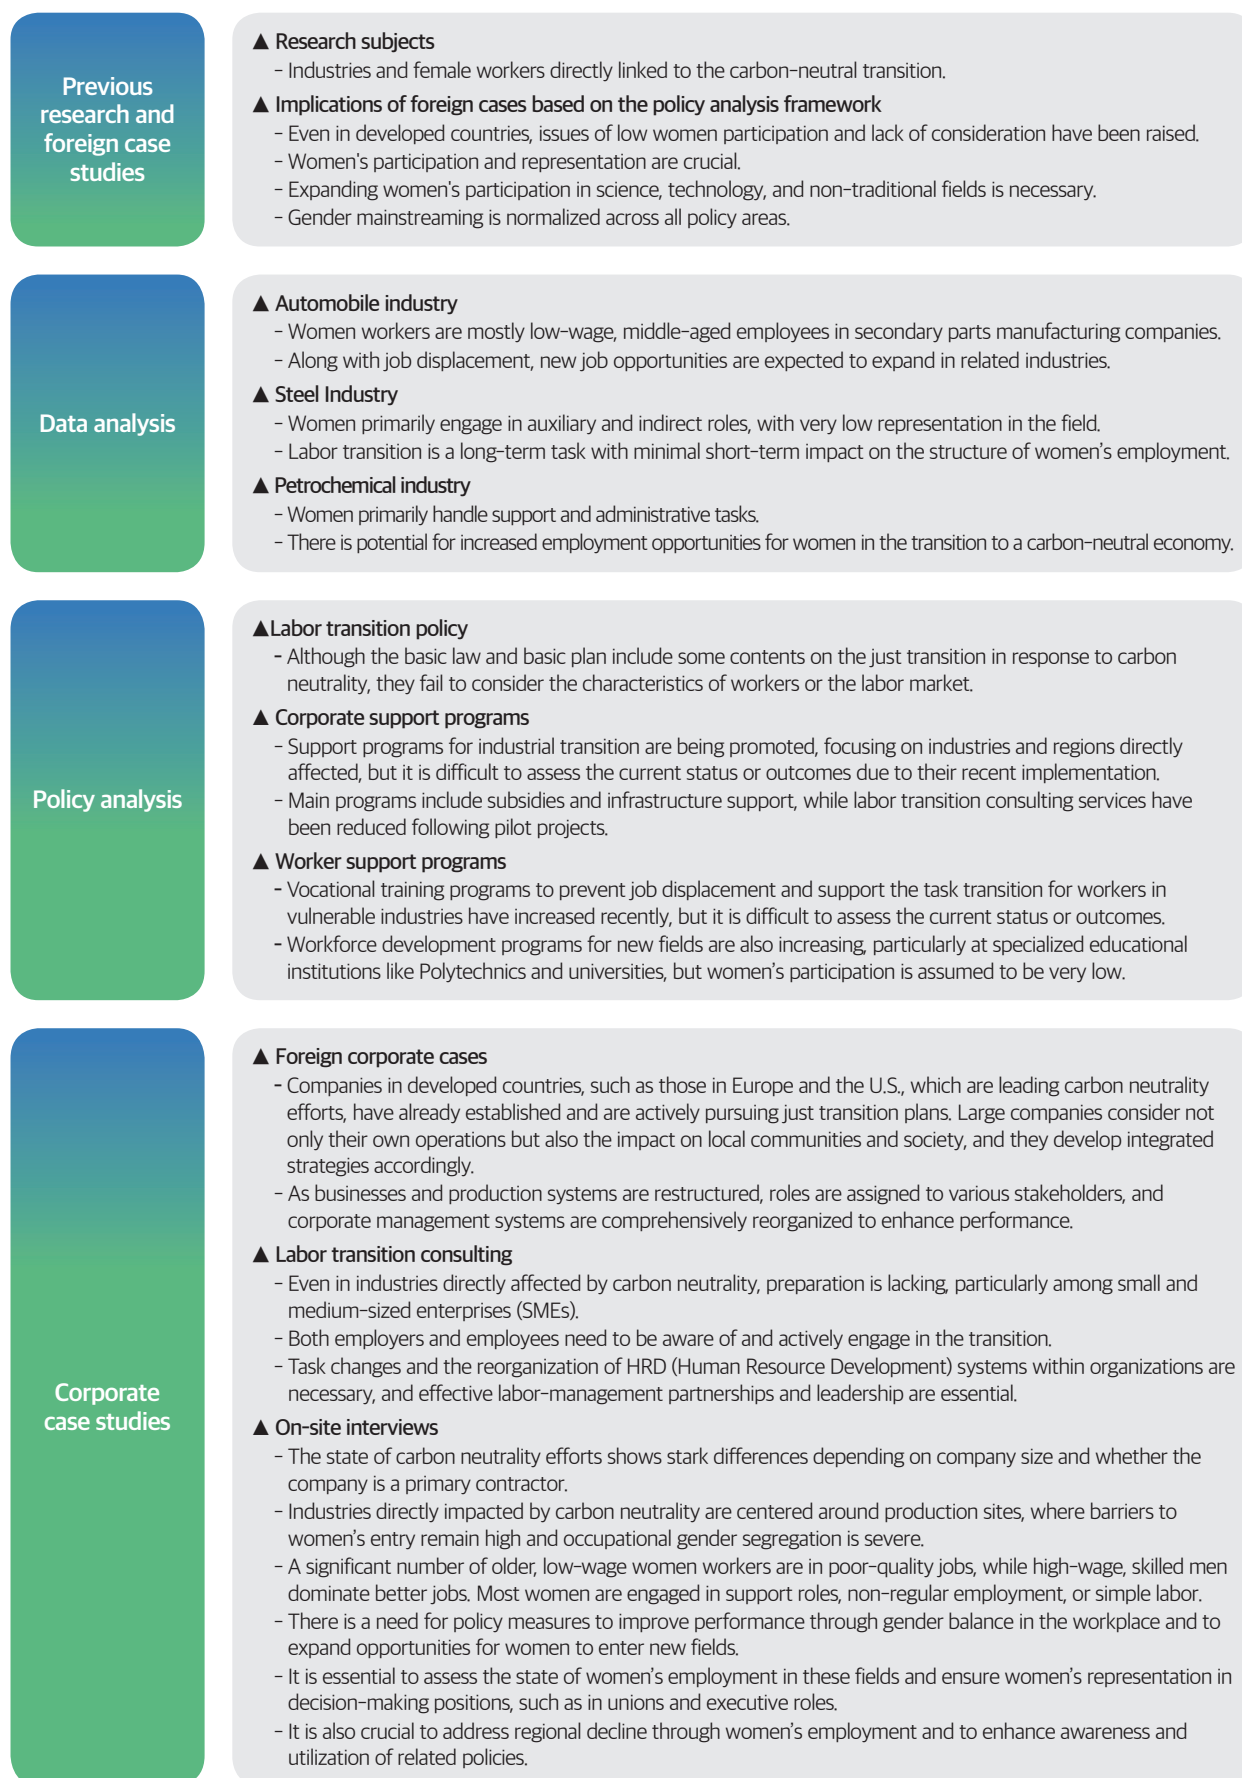 Previous
research and
foreign case
studies
▲ Research subjects
- Industries and female workers directly linked to the carbon-neutral transition.
▲ Implications of foreign cases based on the policy analysis framework
- Even in developed countries, issues of low women participation and lack of consideration have been raised.
- Women's participation and representation are crucial.
- Expanding women's participation in science, technology, and non-traditional fields is necessary.
- Gender mainstreaming is normalized across all policy areas.
Data analysis
▲ Automobile industry
- Women workers are mostly low-wage, middle-aged employees in secondary parts manufacturing companies.
- Along with job displacement, new job opportunities are expected to expand in related industries.
▲ Steel Industry
- Women primarily engage in auxiliary and indirect roles, with very low representation in the field.
- Labor transition is a long-term task with minimal short-term impact on the structure of women's employment.
▲ Petrochemical industry
- Women primarily handle support and administrative tasks.
- There is potential for increased employment opportunities for women in the transition to a carbon-neutral economy.
Policy analysis
▲Labor transition policy
- Although the basic law and basic plan include some contents on the just transition in response to carbon
neutrality, they fail to consider the characteristics of workers or the labor market.
▲ Corporate support programs
- Support programs for industrial transition are being promoted, focusing on industries and regions directly
affected, but it is difficult to assess the current status or outcomes due to their recent implementation.
- Main programs include subsidies and infrastructure support, while labor transition consulting services have
been reduced following pilot projects.
▲ Worker support programs
- Vocational training programs to prevent job displacement and support the task transition for workers in
vulnerable industries have increased recently, but it is difficult to assess the current status or outcomes.
- Workforce development programs for new fields are also increasing, particularly at specialized educational
institutions like Polytechnics and universities, but women's participation is assumed to be very low.
Corporate
case studies
▲ Foreign corporate cases
- Companies in developed countries, such as those in Europe and the U.S., which are leading carbon neutrality
efforts, have already established and are actively pursuing just transition plans. Large companies consider not
only their own operations but also the impact on local communities and society, and they develop integrated
strategies accordingly.
- As businesses and production systems are restructured, roles are assigned to various stakeholders, and
corporate management systems are comprehensively reorganized to enhance performance.
▲ Labor transition consulting
- Even in industries directly affected by carbon neutrality, preparation is lacking, particularly among small and
medium-sized enterprises (SMEs).
- Both employers and employees need to be aware of and actively engage in the transition.
- Task changes and the reorganization of HRD (Human Resource Development) systems within organizations are
necessary, and effective labor-management partnerships and leadership are essential.
▲ On-site interviews
- The state of carbon neutrality efforts shows stark differences depending on company size and whether the
company is a primary contractor.
- Industries directly impacted by carbon neutrality are centered around production sites, where barriers to
women's entry remain high and occupational gender segregation is severe.
- A significant number of older, low-wage women workers are in poor-quality jobs, while high-wage, skilled men
dominate better jobs. Most women are engaged in support roles, non-regular employment, or simple labor.
- There is a need for policy measures to improve performance through gender balance in the workplace and to
expand opportunities for women to enter new fields.
- It is essential to assess the state of women's employment in these fields and ensure women's representation in
decision-making positions, such as in unions and executive roles.
- It is also crucial to address regional decline through women's employment and to enhance awareness and
utilization of related policies.